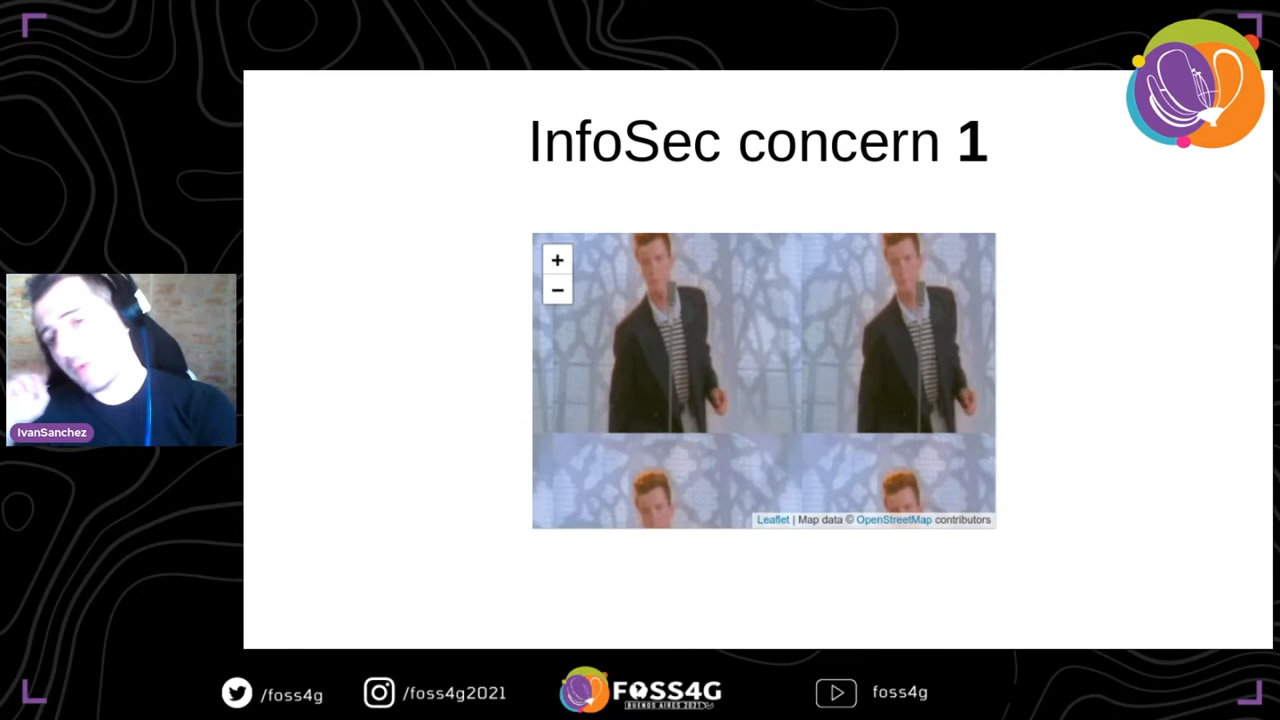 InfoSec concern 1
+
−
Leaflet | Map data © OpenStreetMap contributors
IvanSanchez
/foss4g
/foss4g2021
FOSS4G
BUENOS AIRES 2021
foss4g